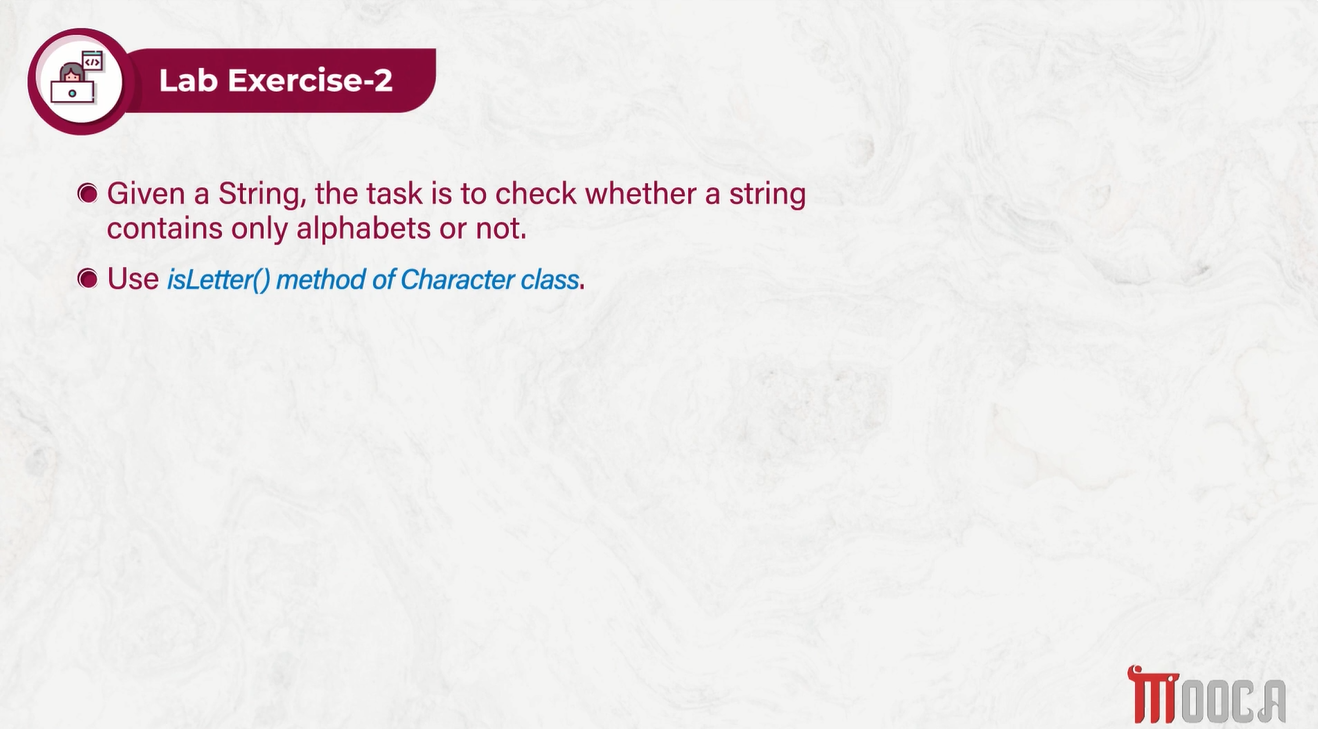 </>
Lab Exercise-2
Given a String, the task is to check whether a string
contains only alphabets or not.
Use isLetter() method of Character class.
MOOCA